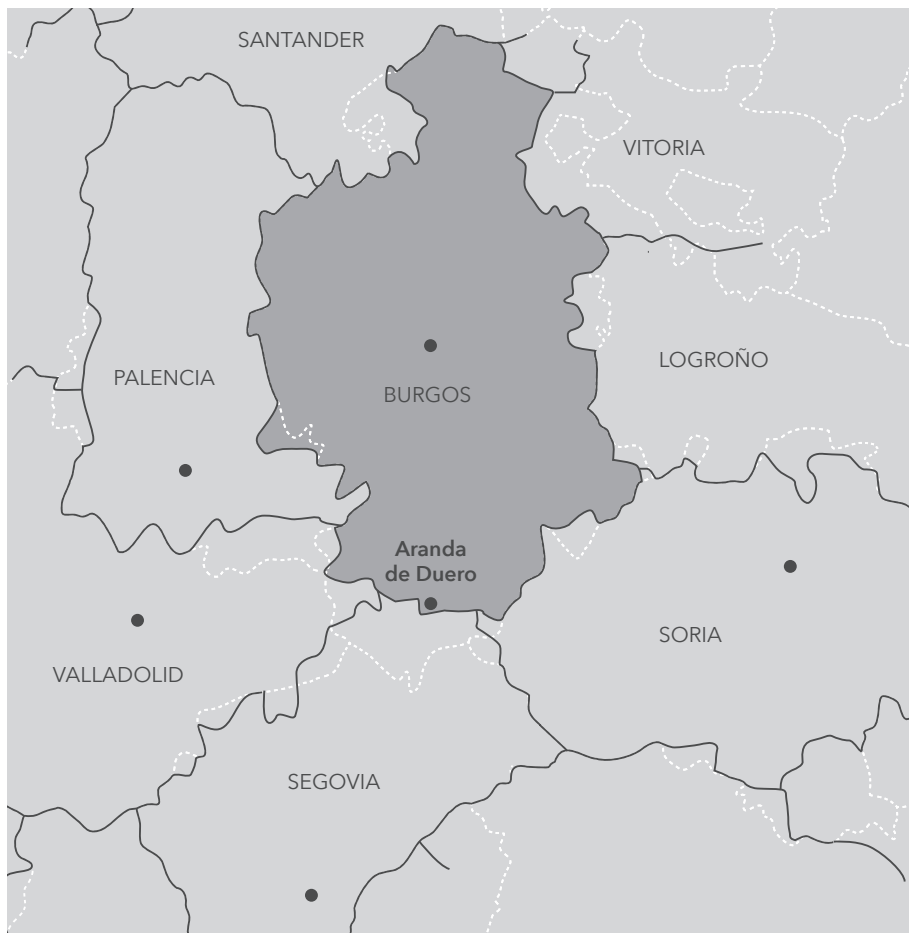 SANTANDER
VITORIA
LOGROÑO
PALENCIA
BURGOS
Aranda
de Duero
SORIA
VALLADOLID
SEGOVIA